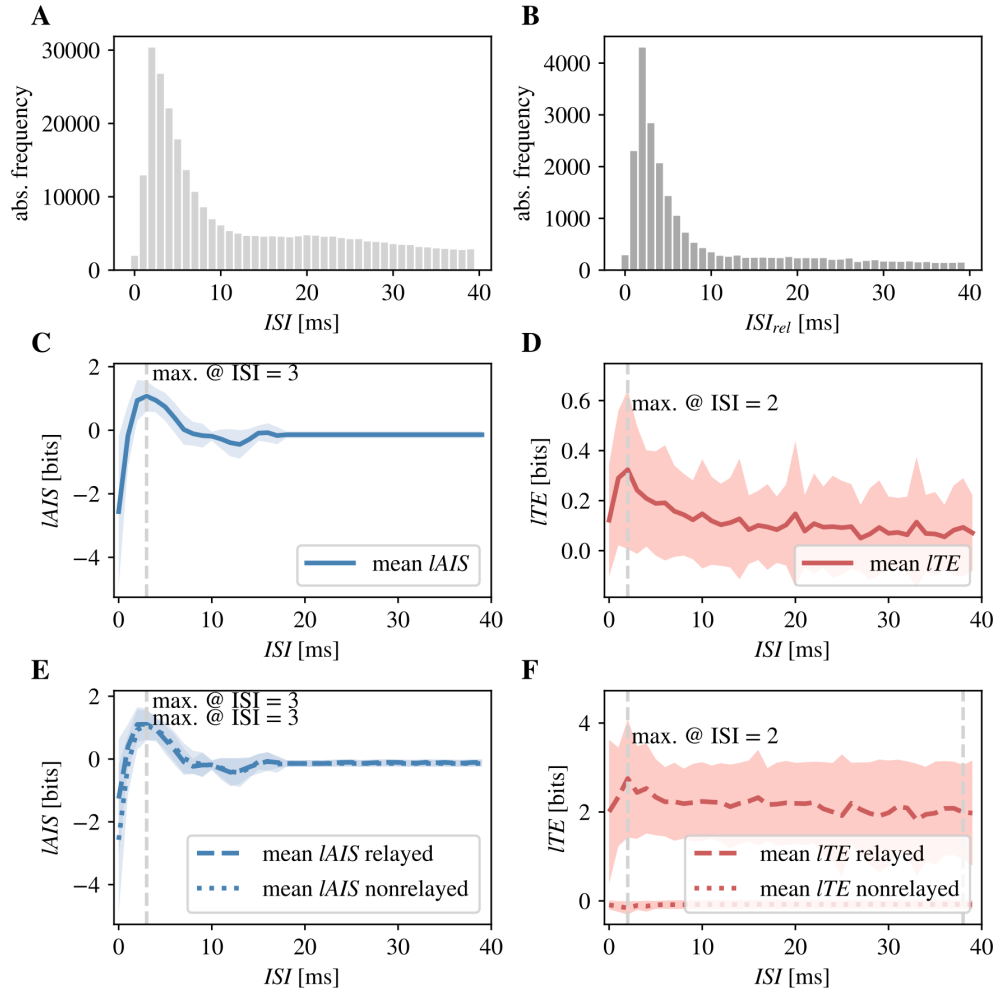 A
abs. frequency
30000
20000
10000
0
0 10 20 30 40
ISI [ms]
B
abs. frequency
4000
3000
2000
1000
0
0 10 20 30 40
ISI_rel [ms]
C
lAIS [bits]
2
0
−2
−4
max. @ ISI = 3
mean lAIS
0 10 20 30 40
ISI [ms]
D
lTE [bits]
0.6
0.4
0.2
0.0
max. @ ISI = 2
mean lTE
0 10 20 30 40
ISI [ms]
E
lAIS [bits]
2
0
−2
−4
max. @ ISI = 3
max. @ ISI = 3
mean lAIS relayed
mean lAIS nonrelayed
0 10 20 30 40
ISI [ms]
F
lTE [bits]
4
2
0
max. @ ISI = 2
mean lTE relayed
mean lTE nonrelayed
0 10 20 30 40
ISI [ms]